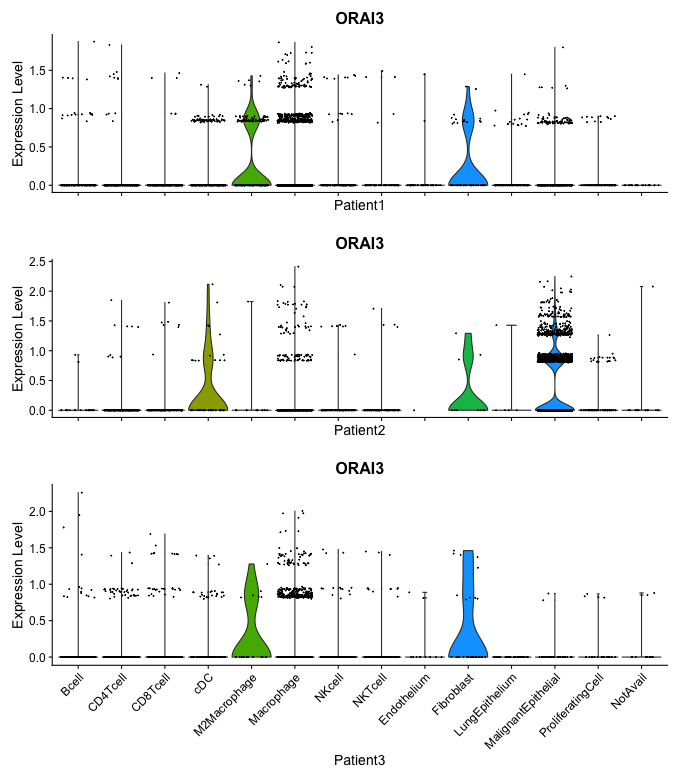 ORAI3
Expression Level
1.5
1.0
0.5
0.0
Patient1
ORAI3
Expression Level
2.5
2.0
1.5
1.0
0.5
0.0
Patient2
ORAI3
Expression Level
2.0
1.5
1.0
0.5
0.0
Bcell
CD4Tcell
CD8Tcell
cDC
M2Macrophage
Macrophage
NKcell
NKTcell
Endothelium
Fibroblast
LungEpithelium
MalignantEpithelial
ProliferatingCell
NotAvail
Patient3